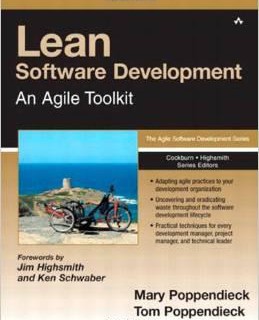 Lean
Software Development
An Agile Toolkit
The Agile Software Development Series
Cockburn • Highsmith
Series Editors
• Adapting agile practices to your
development organization
• Uncovering and eradicating
waste throughout the software
development lifecycle
• Practical techniques for every
development manager, project
manager, and technical leader
Forewords by
Jim Highsmith
and Ken Schwaber
Mary Poppendieck
Tom Poppendieck